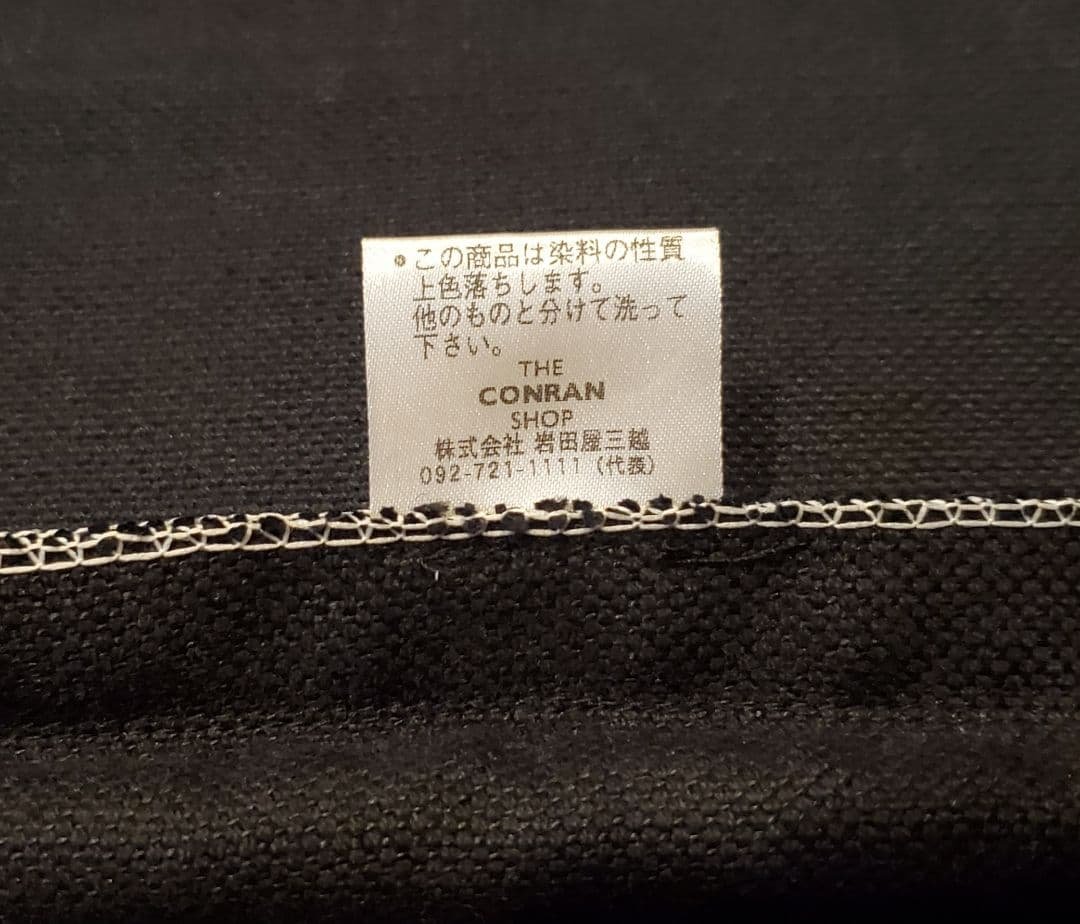 • この商品は染料の性質
上色落ちします。
他のものと分けて洗って
下さい。
THE
CONRAN
SHOP
株式会社 岩田屋三越
092-721-1111 (代表)